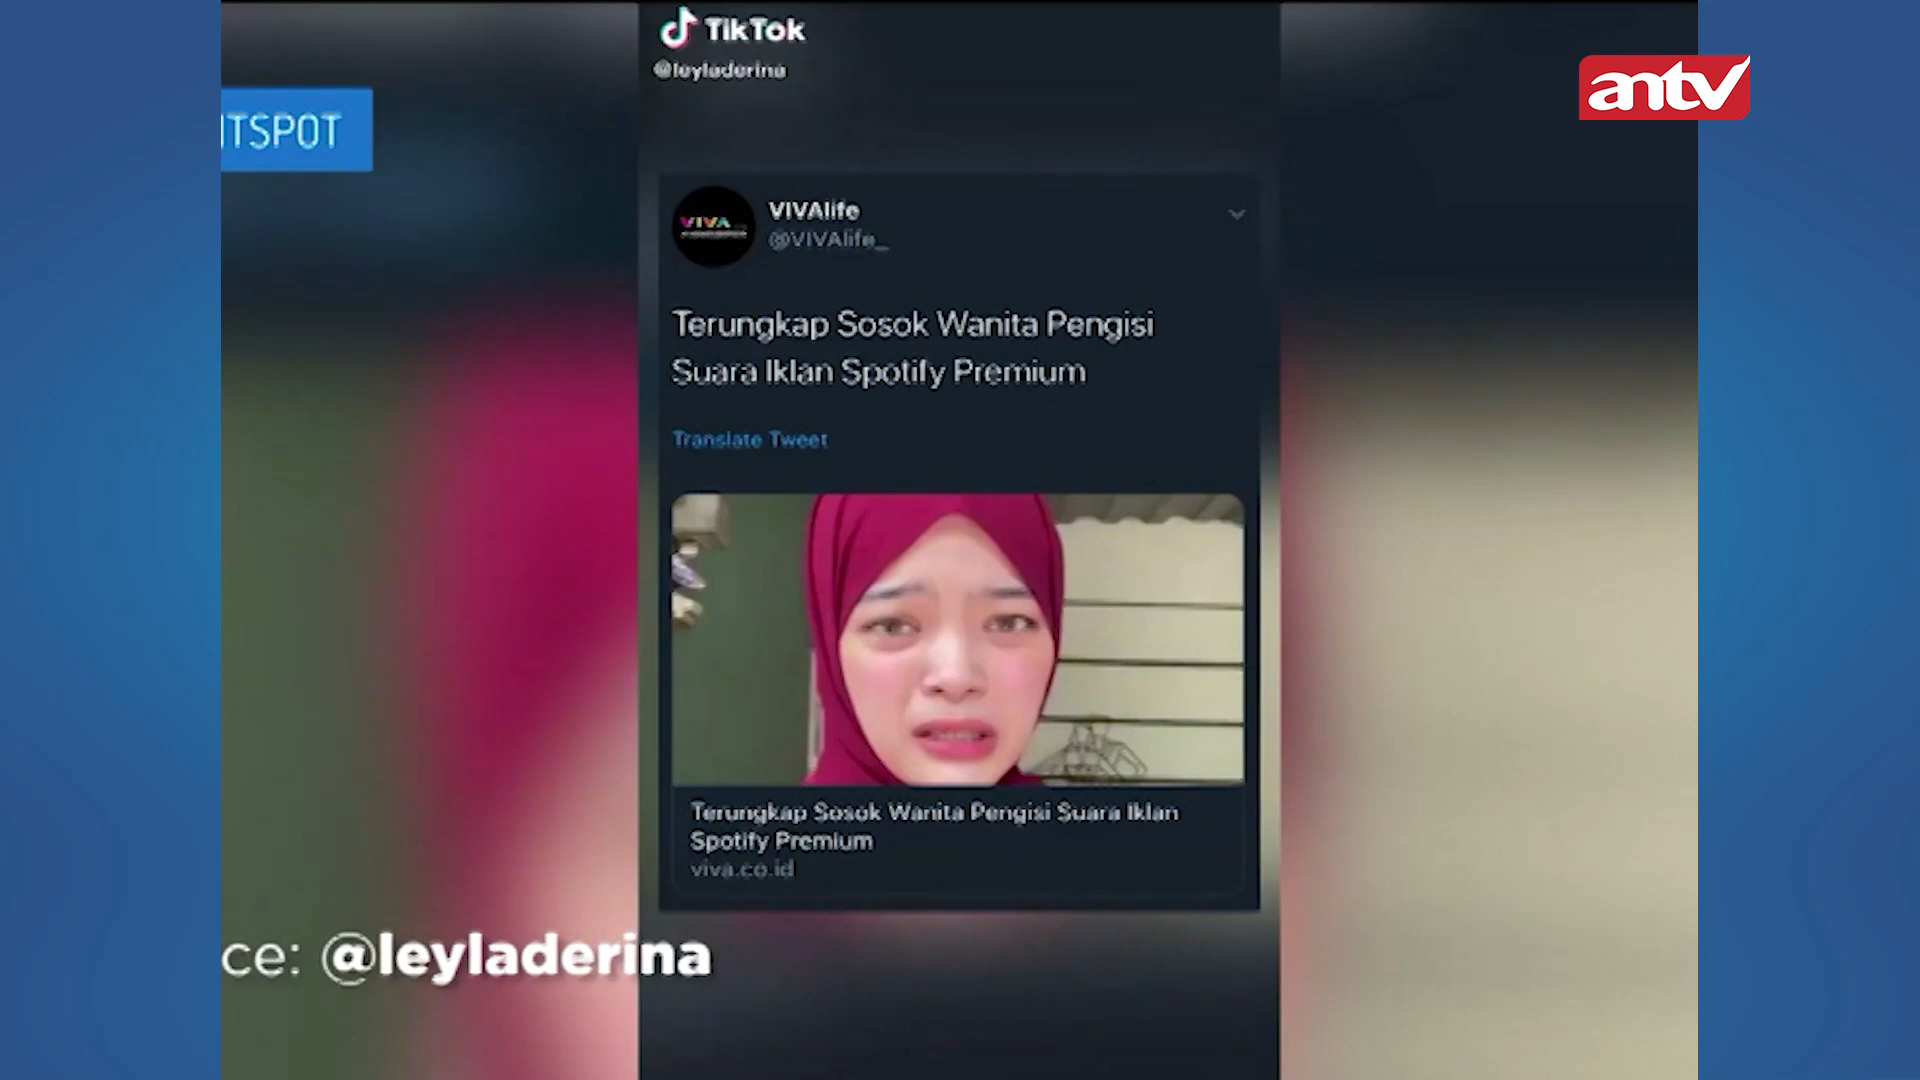 TikTok
@leyladerina
antv
ITSPOT
VIVA
VIVAlife
@VIVAlife_
Terungkap Sosok Wanita Pengisi
Suara Iklan Spotify Premium
Translate Tweet
Terungkap Sosok Wanita Pengisi Suara Iklan
Spotify Premium
viva.co.id
ce: @leyladerina